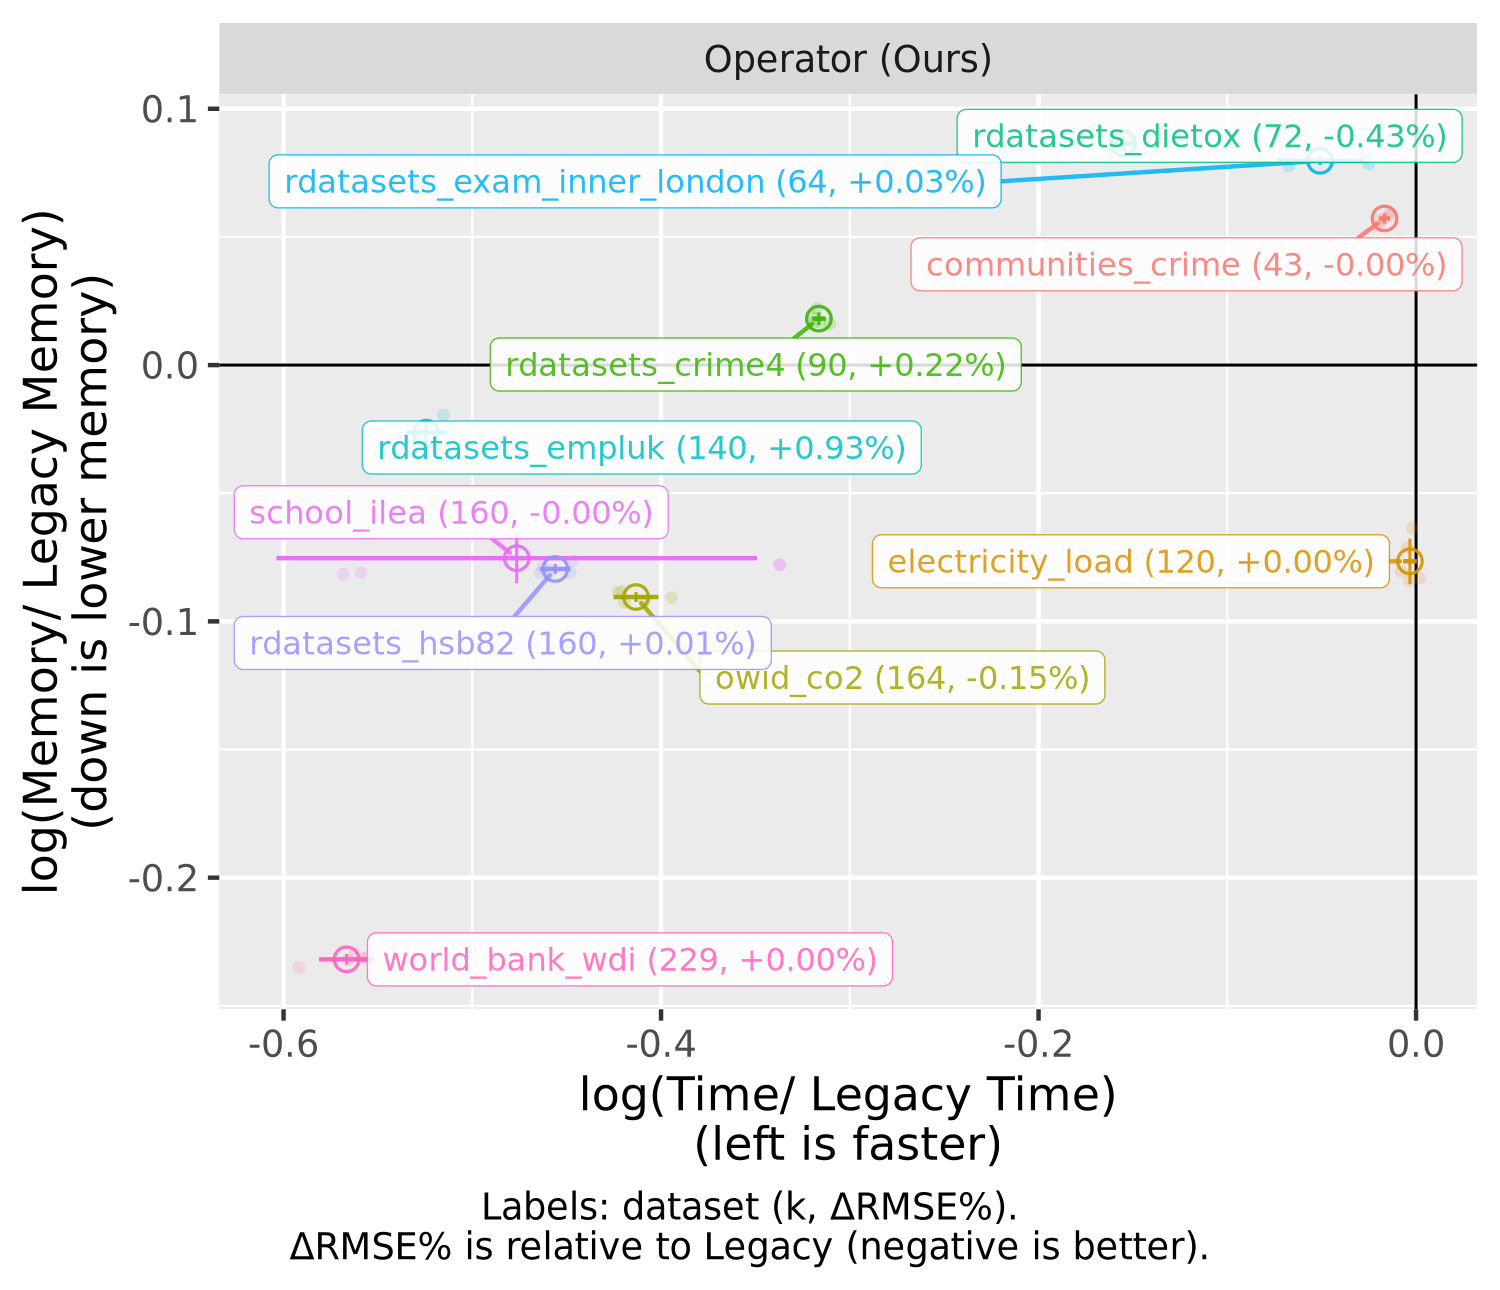 Operator (Ours)
log(Memory/ Legacy Memory)
(down is lower memory)
0.1
0.0
-0.1
-0.2
rdatasets_dietox (72, -0.43%)
rdatasets_exam_inner_london (64, +0.03%)
communities_crime (43, -0.00%)
rdatasets_crime4 (90, +0.22%)
rdatasets_empluk (140, +0.93%)
school_ilea (160, -0.00%)
electricity_load (120, +0.00%)
rdatasets_hsb82 (160, +0.01%)
owid_co2 (164, -0.15%)
world_bank_wdi (229, +0.00%)
-0.6 -0.4 -0.2 0.0
log(Time/ Legacy Time)
(left is faster)
Labels: dataset (k, ΔRMSE%).
ΔRMSE% is relative to Legacy (negative is better).